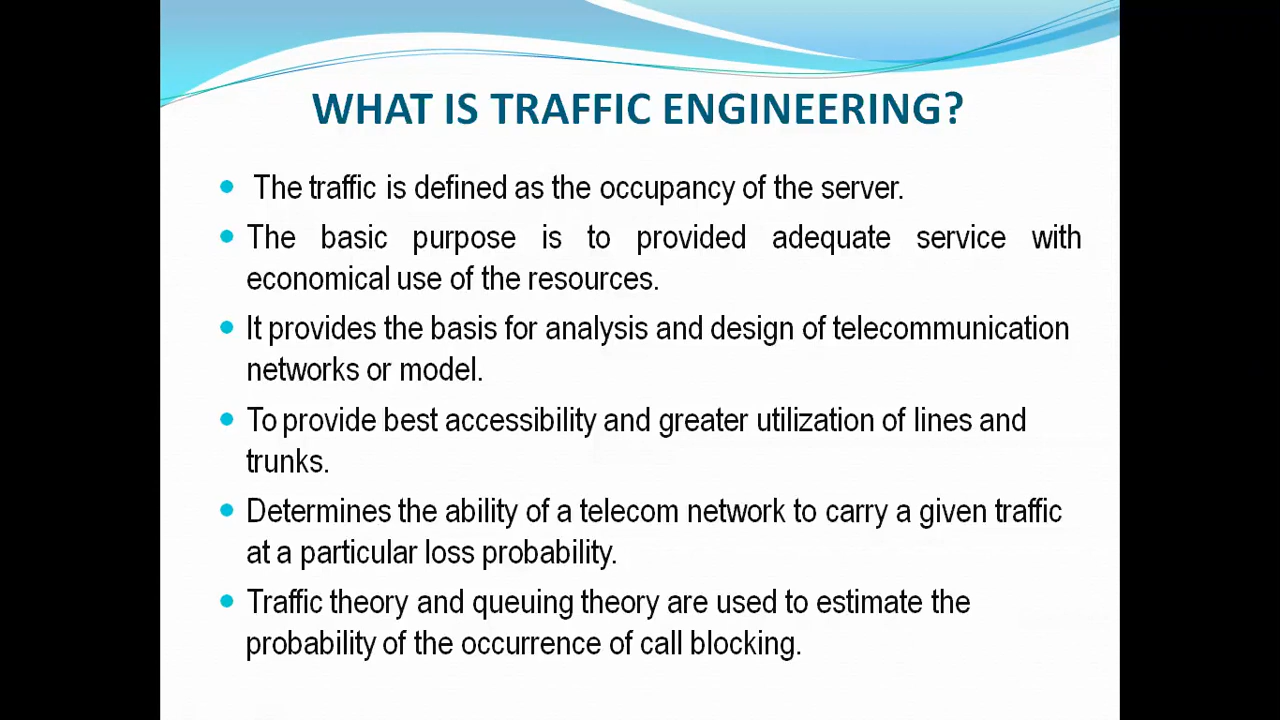 WHAT IS TRAFFIC ENGINEERING?
The traffic is defined as the occupancy of the server.
The basic purpose is to provided adequate service with
economical use of the resources.
It provides the basis for analysis and design of telecommunication
networks or model.
To provide best accessibility and greater utilization of lines and
trunks.
Determines the ability of a telecom network to carry a given traffic
at a particular loss probability.
Traffic theory and queuing theory are used to estimate the
probability of the occurrence of call blocking.